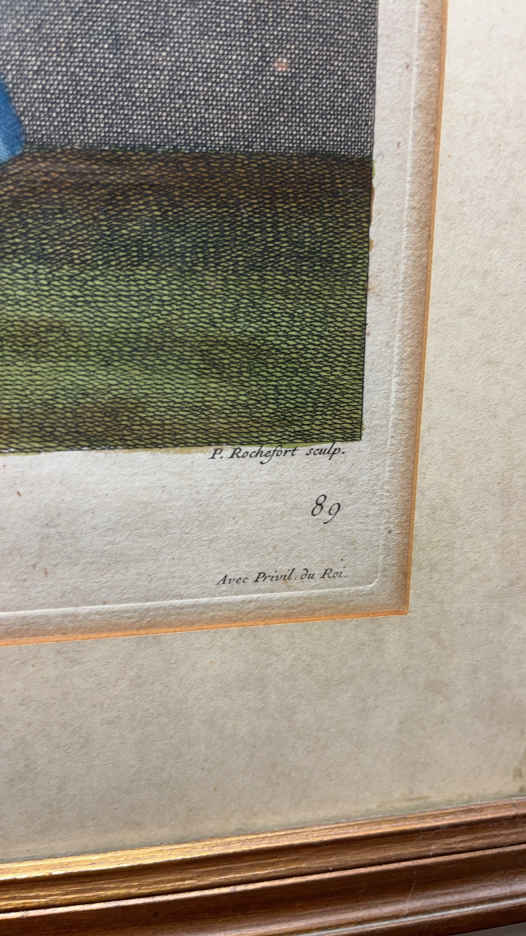 P. Rochefort sculp.
89
Avec Privil. du Roi.